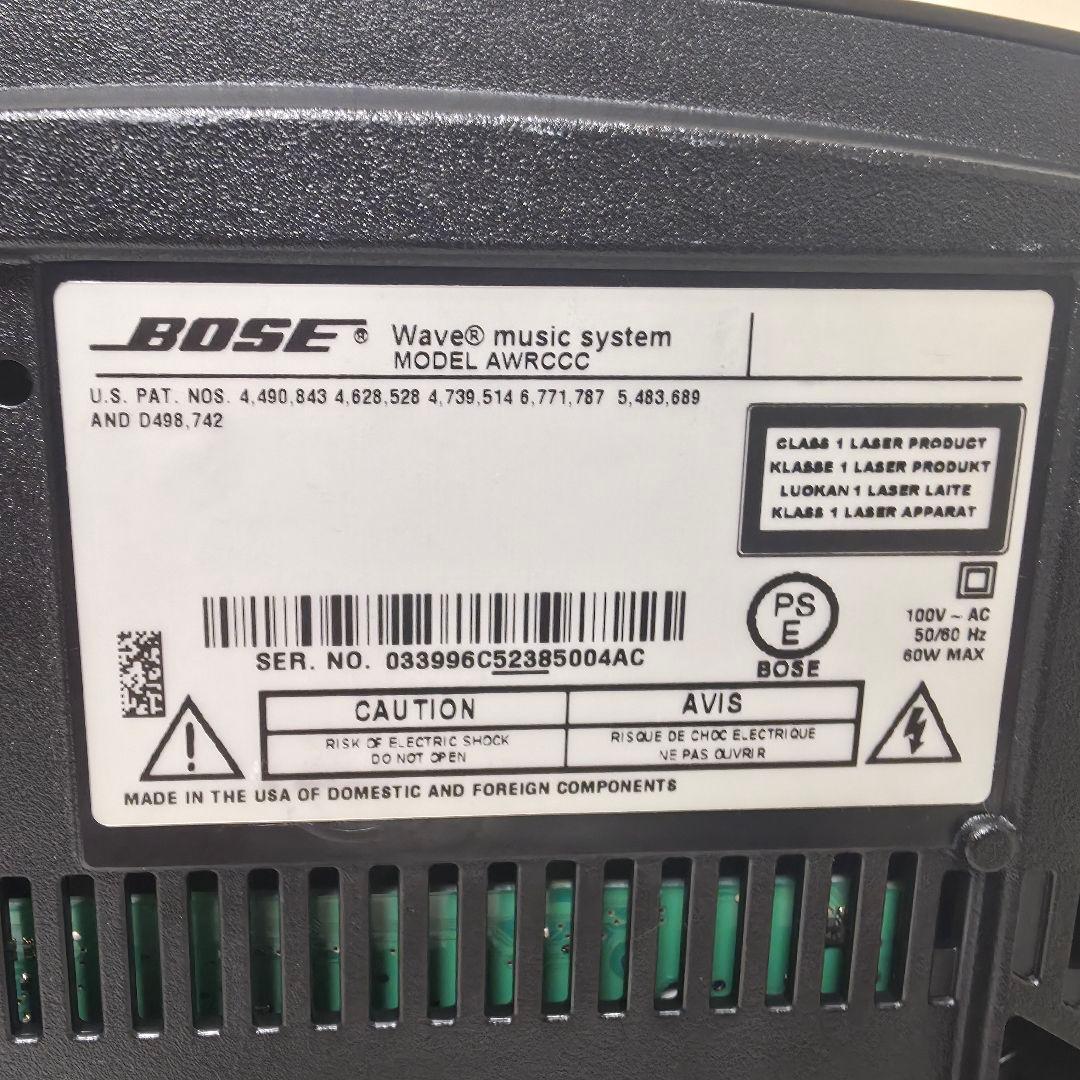 BOSE® Wave® music system
MODEL AWRCCC
U.S. PAT. NOS. 4,490,843 4,628,528 4,739,514 6,771,787 5,483,689
AND D498,742
CLASS 1 LASER PRODUCT
KLASSE 1 LASER PRODUKT
LUOKAN 1 LASER LAITE
KLASS 1 LASER APPARAT
PS
E
BOSE
100V ~ AC
50/60 Hz
60W MAX
SER. NO. 033996C52385004AC
CAUTION
RISK OF ELECTRIC SHOCK
DO NOT OPEN
AVIS
RISQUE DE CHOC ELECTRIQUE
NE PAS OUVRIR
MADE IN THE USA OF DOMESTIC AND FOREIGN COMPONENTS